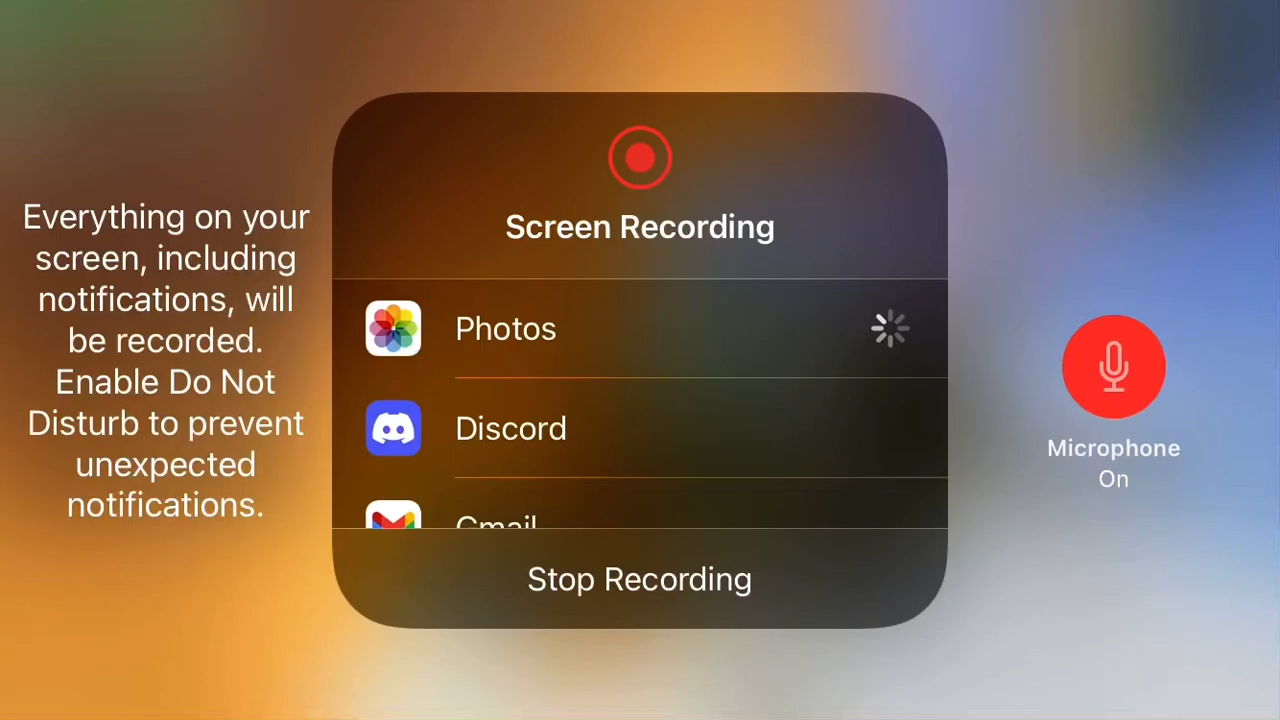 Everything on your
screen, including
notifications, will
be recorded.
Enable Do Not
Disturb to prevent
unexpected
notifications.
Screen Recording
Photos
Discord
Gmail
Stop Recording
Microphone
On